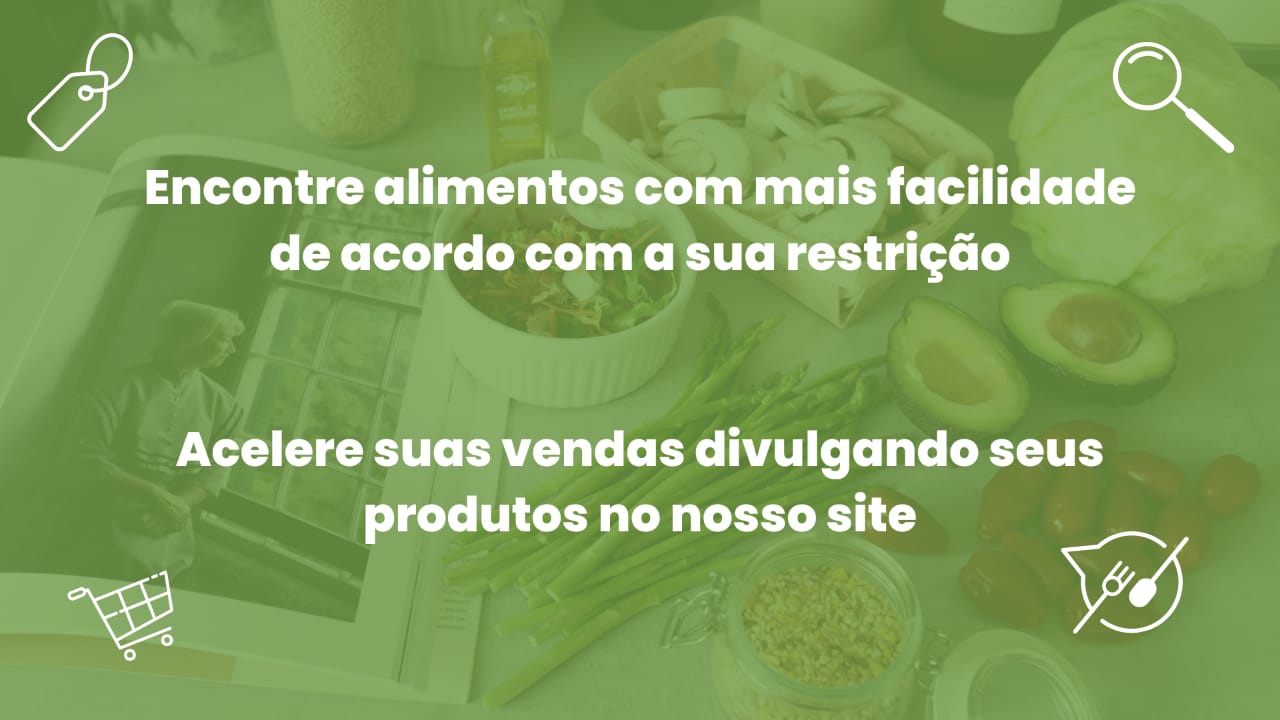 Encontre alimentos com mais facilidade
de acordo com a sua restrição
Acelere suas vendas divulgando seus
produtos no nosso site